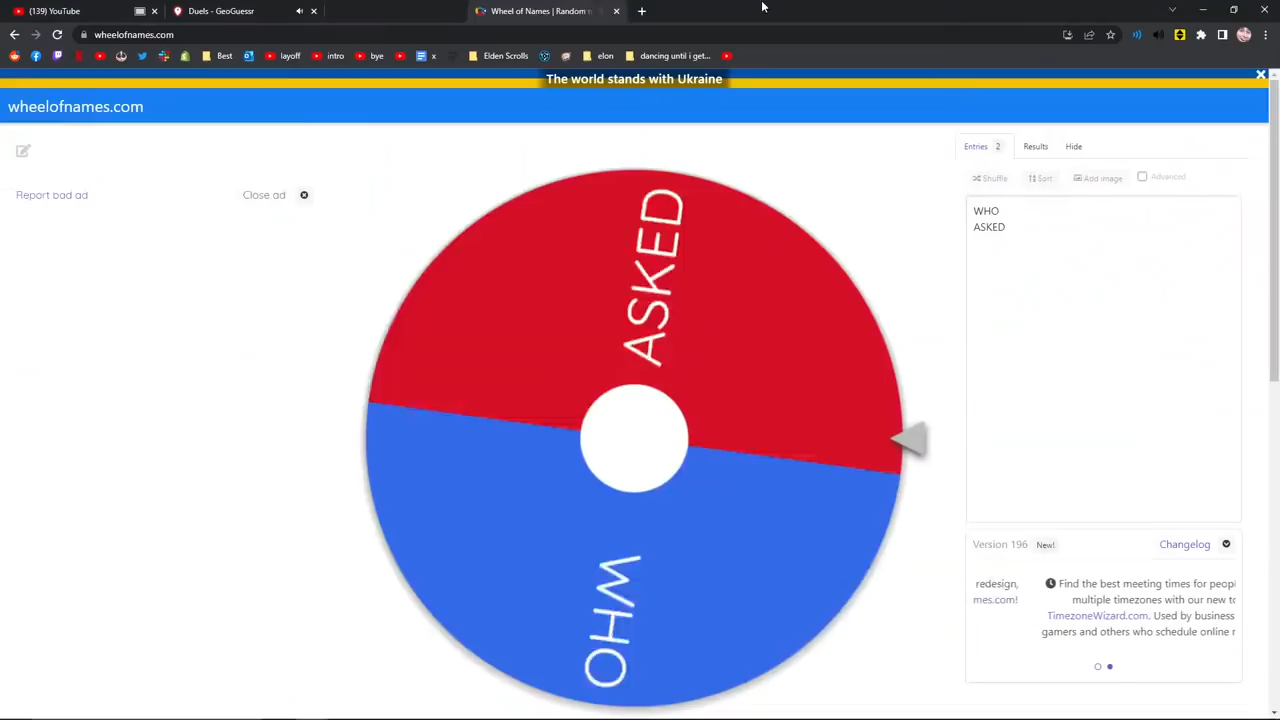 (139) YouTube
Duels - GeoGuessr
Wheel of Names | Random n
wheelofnames.com
Best
layoff
intro
bye
x
Elden Scrolls
elon
dancing until i get...
The world stands with Ukraine
wheelofnames.com
Report bad ad
Close ad
ASKED
WHO
Entries 2
Results
Hide
Shuffle
Sort
Add image
Advanced
WHO
ASKED
Version 196 New!
Changelog
redesign,
mes.com!
Find the best meeting times for peopl
multiple timezones with our new to
TimezoneWizard.com. Used by business
gamers and others who schedule online r